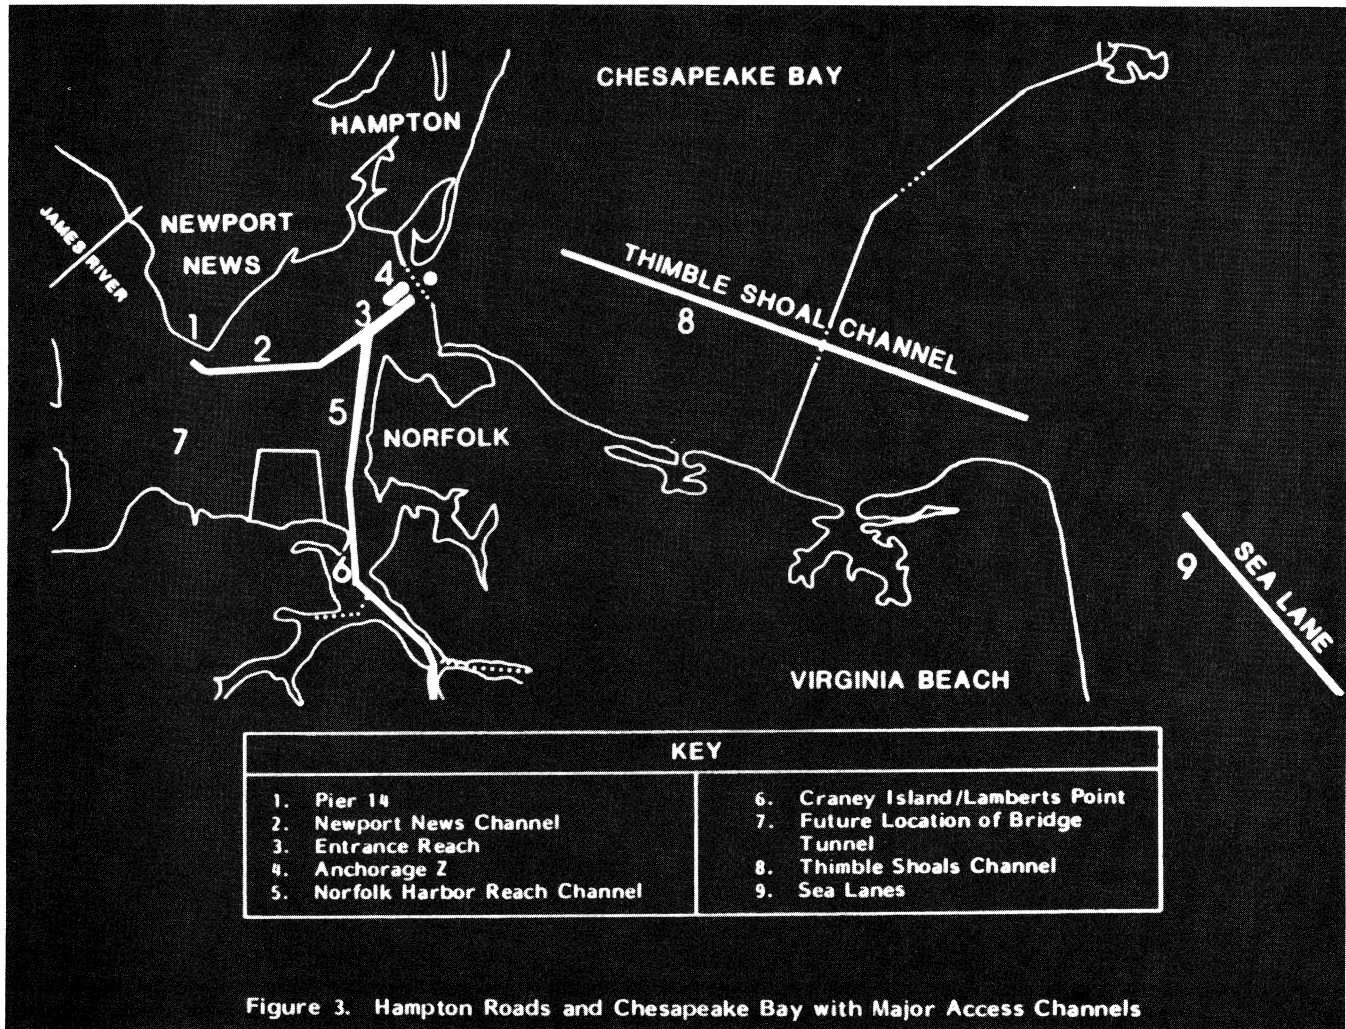 CHESAPEAKE BAY
HAMPTON
JAMES RIVER
NEWPORT
NEWS
THIMBLE SHOAL CHANNEL
4
3
1
2
8
5
NORFOLK
7
6
9
SEA LANE
VIRGINIA BEACH
KEY
1. Pier 14
2. Newport News Channel
3. Entrance Reach
4. Anchorage Z
5. Norfolk Harbor Reach Channel
6. Craney Island/Lamberts Point
7. Future Location of Bridge
Tunnel
8. Thimble Shoals Channel
9. Sea Lanes
Figure 3. Hampton Roads and Chesapeake Bay with Major Access Channels